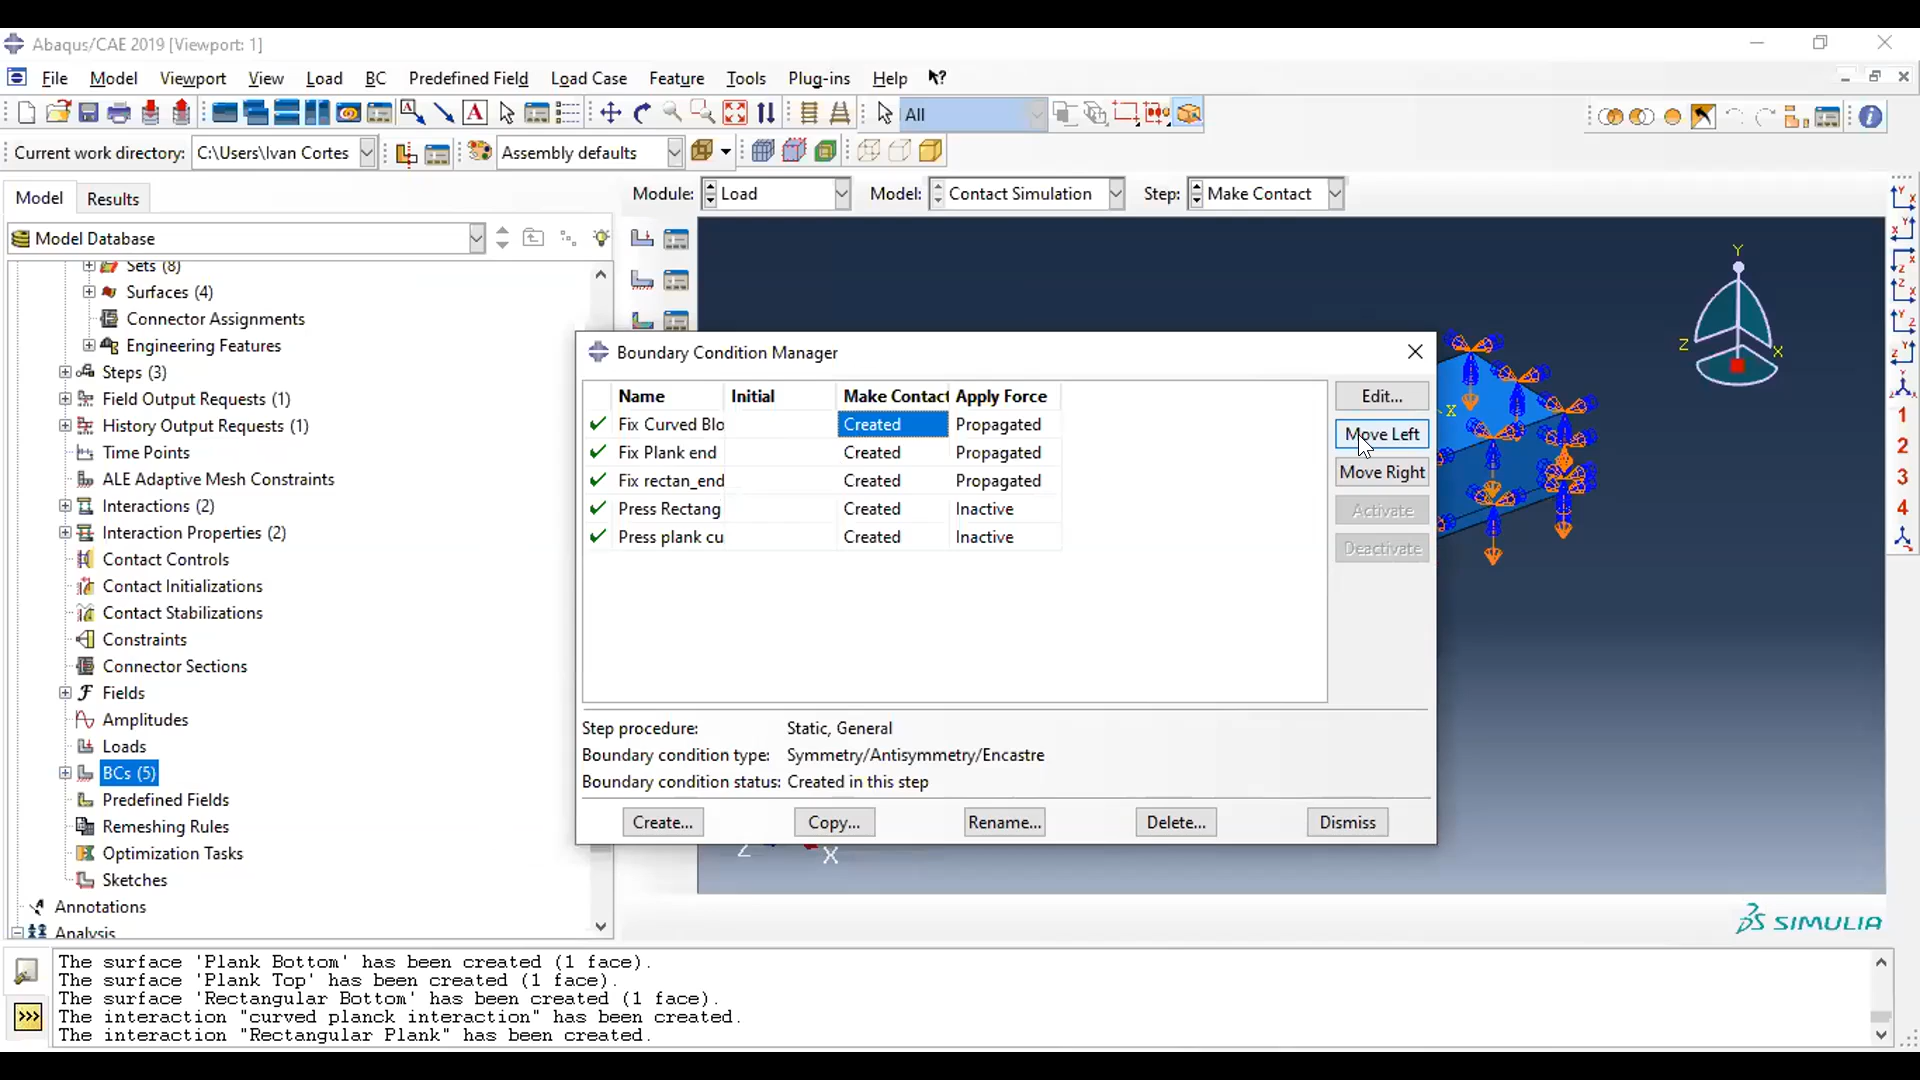 Abaqus/CAE 2019 [Viewport: 1]
File Model Viewport View Load BC Predefined Field Load Case Feature Tools Plug-ins Help
All
Current work directory: C:\Users\Ivan Cortes Assembly defaults
Model Results
Module: Load Model: Contact Simulation Step: Make Contact
Model Database
Sets (8)
Surfaces (4)
Connector Assignments
Engineering Features
Steps (3)
Field Output Requests (1)
History Output Requests (1)
Time Points
ALE Adaptive Mesh Constraints
Interactions (2)
Interaction Properties (2)
Contact Controls
Contact Initializations
Contact Stabilizations
Constraints
Connector Sections
Fields
Amplitudes
Loads
BCs (5)
Predefined Fields
Remeshing Rules
Optimization Tasks
Sketches
Annotations
Analysis
Boundary Condition Manager
Name Initial Make Contact Apply Force
Fix Curved Blo Created Propagated
Fix Plank end Created Propagated
Fix rectan_end Created Propagated
Press Rectang Created Inactive
Press plank cu Created Inactive
Edit...
Move Left
Move Right
Activate
Deactivate
Step procedure: Static, General
Boundary condition type: Symmetry/Antisymmetry/Encastre
Boundary condition status: Created in this step
Create... Copy... Rename... Delete... Dismiss
Y
Z X
X
Z X
1
2
3
4
SIMULIA
The surface 'Plank Bottom' has been created (1 face).
The surface 'Plank Top' has been created (1 face).
The surface 'Rectangular Bottom' has been created (1 face).
The interaction "curved planck interaction" has been created.
The interaction "Rectangular Plank" has been created.